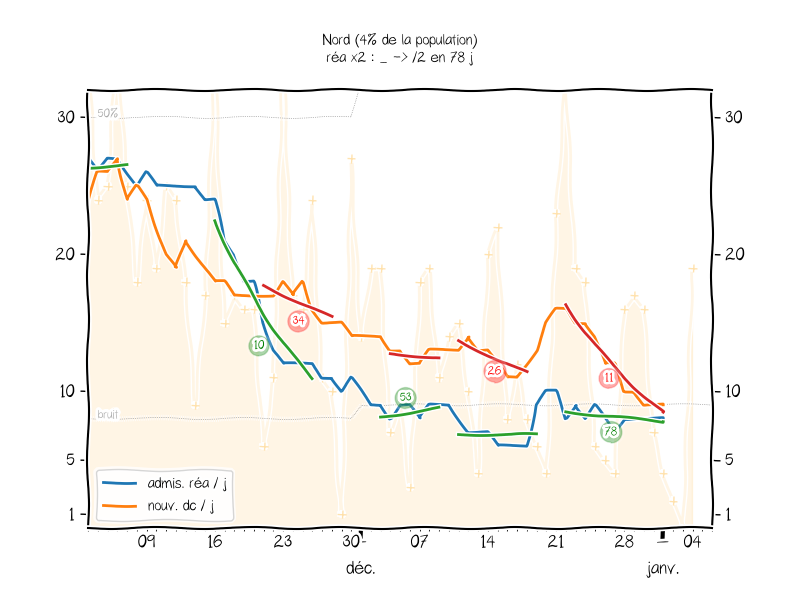 Nord (4% de la population)
réa x2 : _ -> /2 en 78 j
30
50%
30
20
20
34
10
26
11
10
53
10
bruit
78
5
5
admis. réa / j
nouv. dc / j
1
1
09 16 23 30 07 14 21 28 04
déc. janv.